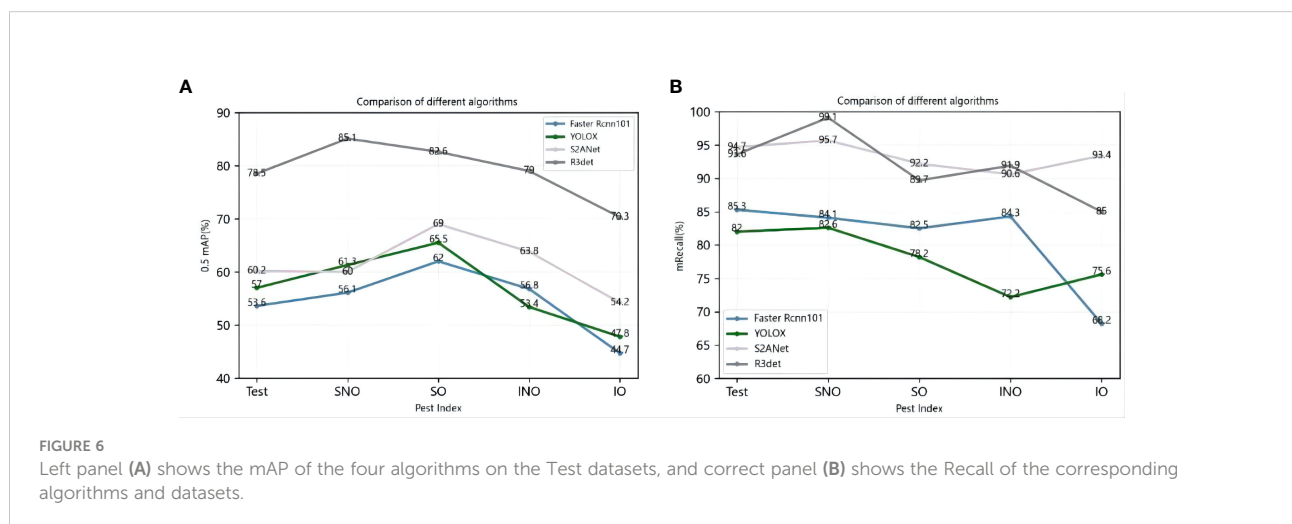 A
Comparison of different algorithms
90
80
70
60
50
40
0.5 mAP(%)
Faster Rcnn101
YOLOX
S2ANet
R3det
78.5
85.1
82.6
79
70.3
60.2
60
69
63.8
54.2
57
61.3
65.5
53.4
47.8
53.6
56.1
62
56.8
44.7
Test SNO SO INO IO
Pest Index
B
Comparison of different algorithms
100
95
90
85
80
75
70
65
60
mRecall(%)
94.7
95.7
92.2
90.6
93.4
93.6
99.1
89.7
91.9
85
85.3
84.1
82.5
84.3
68.2
82
82.6
78.2
72.2
75.6
Faster Rcnn101
YOLOX
S2ANet
R3det
Test SNO SO INO IO
Pest Index
FIGURE 6
Left panel (A) shows the mAP of the four algorithms on the Test datasets, and correct panel (B) shows the Recall of the corresponding
algorithms and datasets.